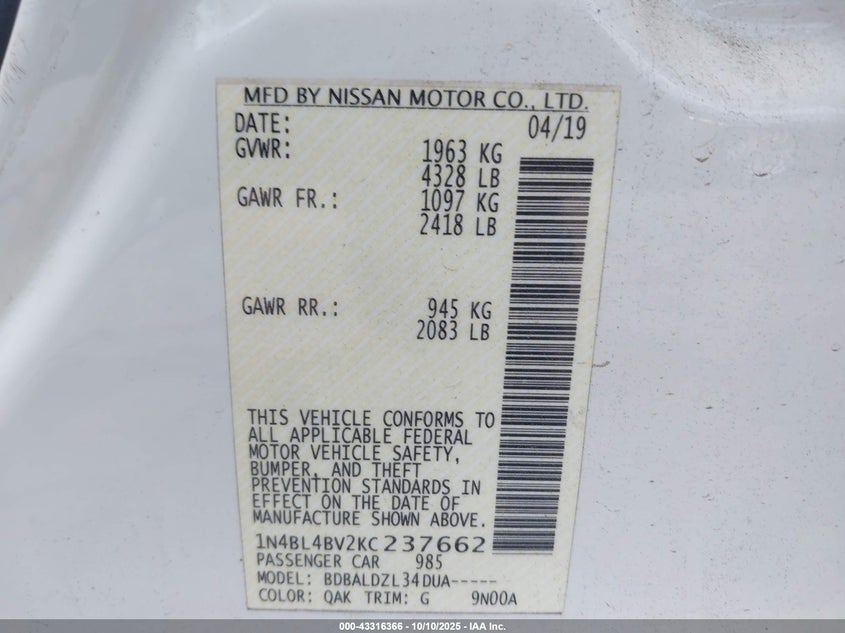 MFD BY NISSAN MOTOR CO., LTD.
DATE: 04/19
GVWR: 1963 KG
4328 LB
GAWR FR.: 1097 KG
2418 LB
GAWR RR.: 945 KG
2083 LB
THIS VEHICLE CONFORMS TO
ALL APPLICABLE FEDERAL
MOTOR VEHICLE SAFETY,
BUMPER, AND THEFT
PREVENTION STANDARDS IN
EFFECT ON THE DATE OF
MANUFACTURE SHOWN ABOVE.
1N4BL4BV2KC237662
PASSENGER CAR 985
MODEL: BDBALDZL34DUA-----
COLOR: QAK TRIM: G 9N00A
000-43316366 - 10/10/2025 - IAA Inc.